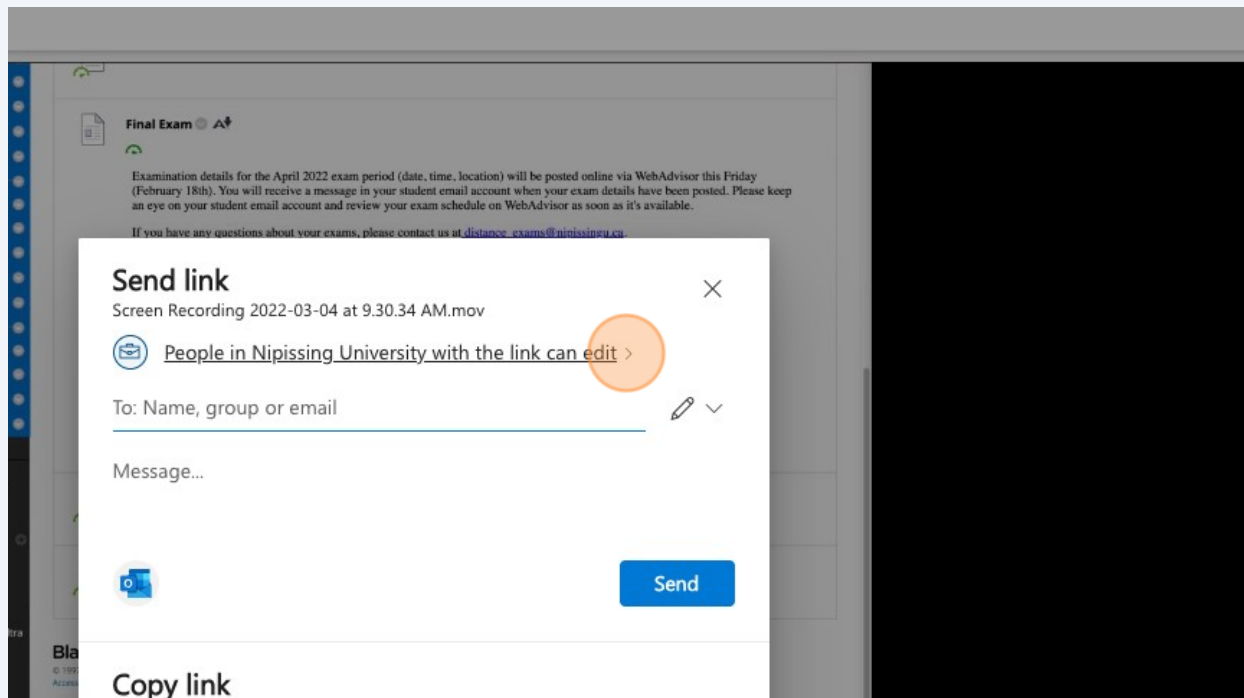 Final Exam
Examination details for the April 2022 exam period (date, time, location) will be posted online via WebAdvisor this Friday
(February 18th). You will receive a message in your student email account when your exam details have been posted. Please keep
an eye on your student email account and review your exam schedule on WebAdvisor as soon as it's available.
If you have any questions about your exams, please contact us at distance_exams@nipissingu.ca.
Send link
Screen Recording 2022-03-04 at 9.30.34 AM.mov
People in Nipissing University with the link can edit
To: Name, group or email
Message...
Send
ltra
Bla
© 199
Access
Copy link